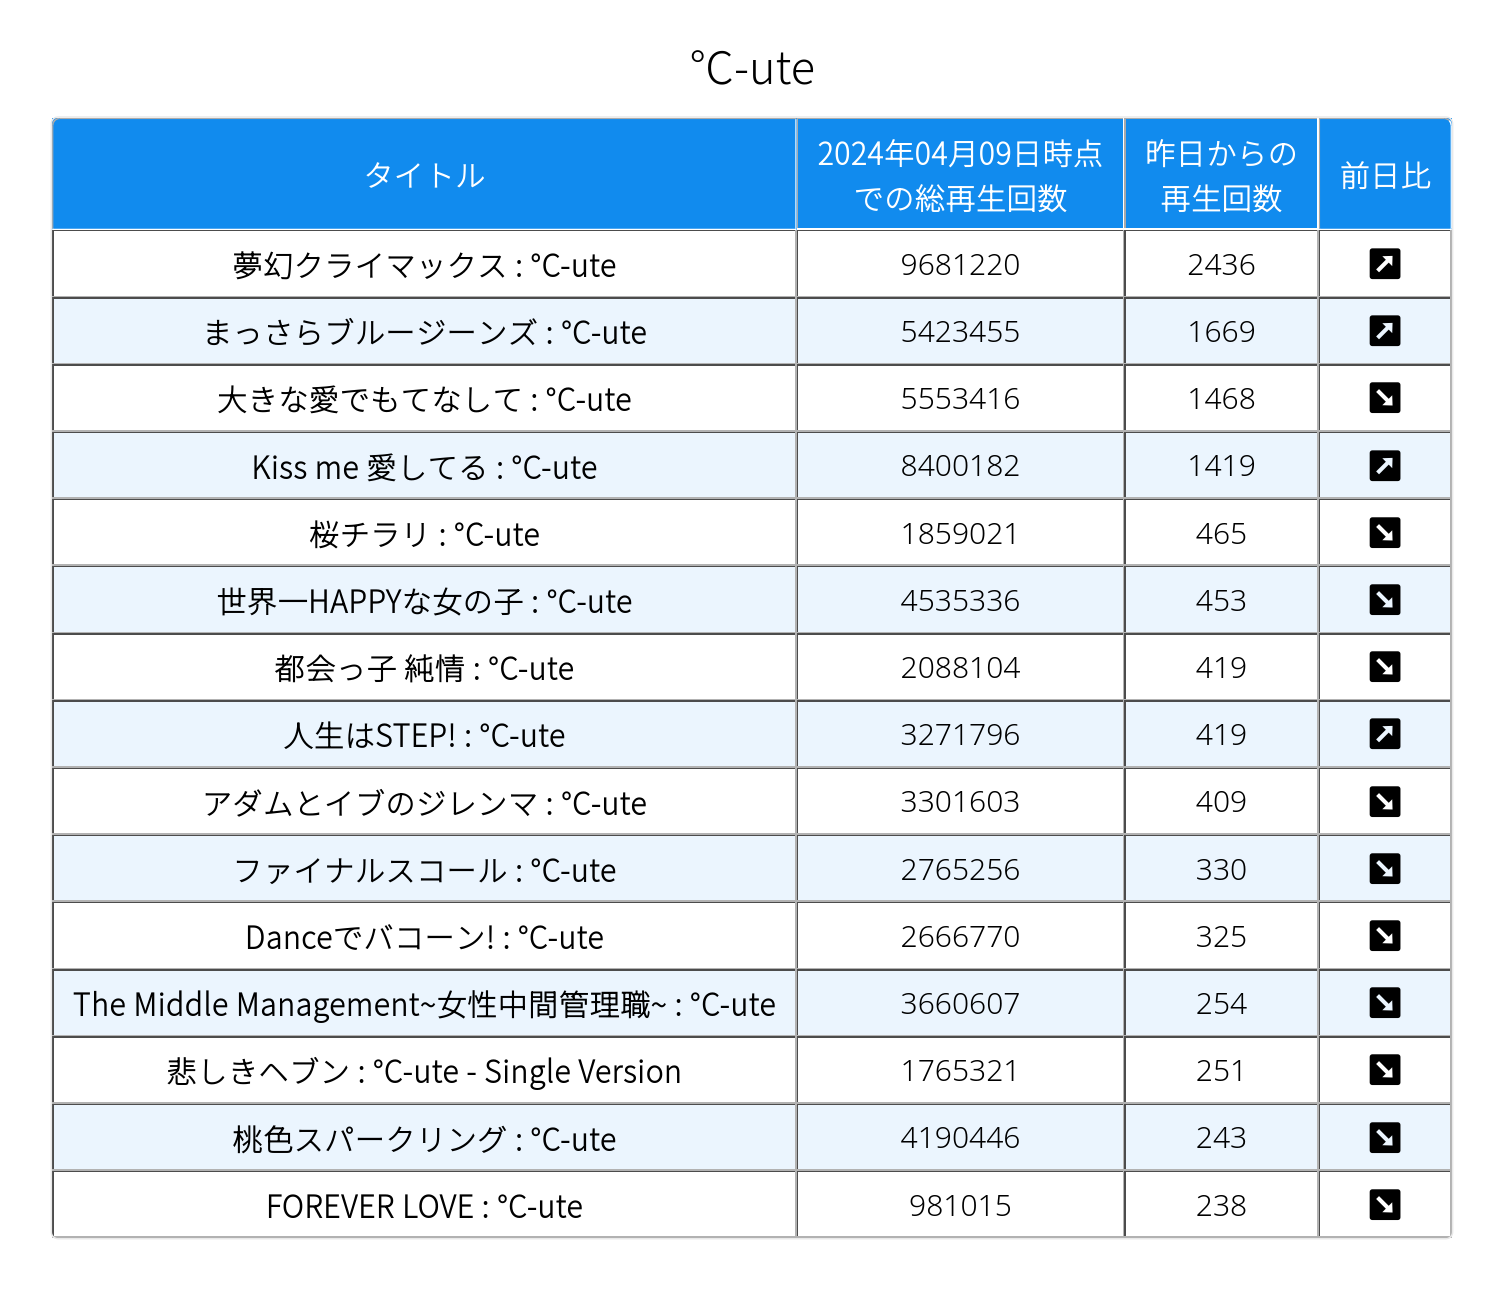 °C-ute
タイトル 2024年04月09日時点 昨日からの 前日比
での総再生回数 再生回数
夢幻クライマックス : °C-ute 9681220 2436 ↗
まっさらブルージーンズ : °C-ute 5423455 1669 ↗
大きな愛でもてなして : °C-ute 5553416 1468 ↘
Kiss me 愛してる : °C-ute 8400182 1419 ↗
桜チラリ : °C-ute 1859021 465 ↘
世界一HAPPYな女の子 : °C-ute 4535336 453 ↘
都会っ子 純情 : °C-ute 2088104 419 ↘
人生はSTEP! : °C-ute 3271796 419 ↗
アダムとイブのジレンマ : °C-ute 3301603 409 ↘
ファイナルスコール : °C-ute 2765256 330 ↘
Danceでバコーン! : °C-ute 2666770 325 ↘
The Middle Management~女性中間管理職~ : °C-ute 3660607 254 ↘
悲しきヘブン : °C-ute - Single Version 1765321 251 ↘
桃色スパークリング : °C-ute 4190446 243 ↘
FOREVER LOVE : °C-ute 981015 238 ↘